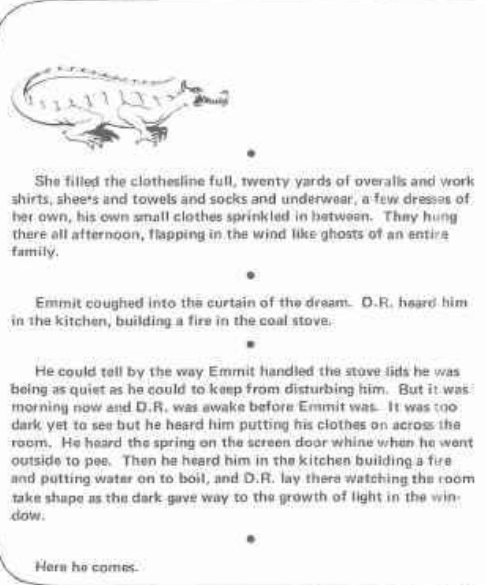 She filled the clothesline full, twenty yards of overalls and work
shirts, sheets and towels and socks and underwear, a few dresses of
her own, his own small clothes sprinkled in between. They hung
there all afternoon, flapping in the wind like ghosts of an entire
family.
Emmit coughed into the curtain of the dream. D.R. heard him
in the kitchen, building a fire in the coal stove.
He could tell by the way Emmit handled the stove lids he was
being as quiet as he could to keep from disturbing him. But it was
morning now and D.R. was awake before Emmit was. It was too
dark yet to see but he heard him putting his clothes on across the
room. He heard the spring on the screen door whine when he went
outside to pee. Then he heard him in the kitchen building a fire
and putting water on to boil, and D.R. lay there watching the room
take shape as the dark gave way to the growth of light in the win-
dow.
Here he comes.